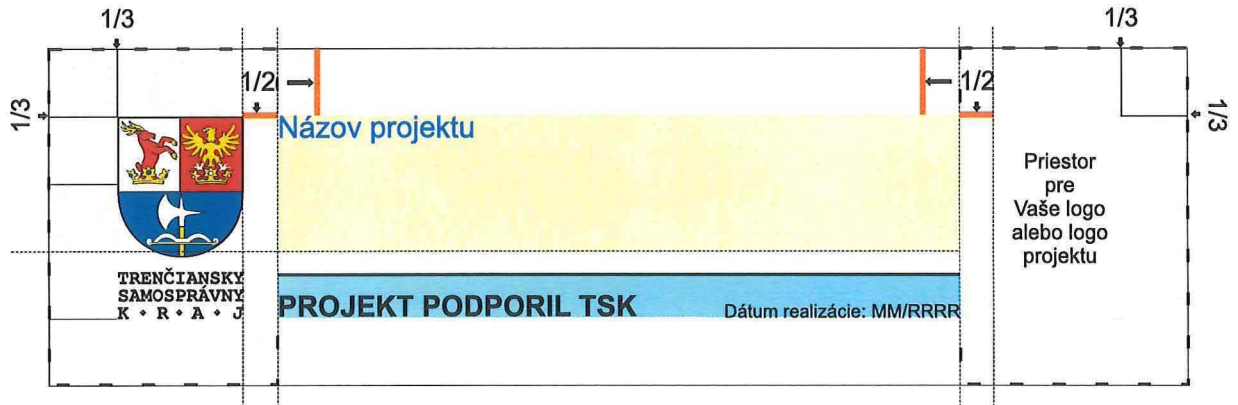 1/3
1/3
1/2
1/2
1/3
1/3
Názov projektu
Priestor
pre
Vaše logo
alebo logo
projektu
TRENČIANSKY
SAMOSPRÁVNY
K • R • A • J
PROJEKT PODPORIL TSK
Dátum realizácie: MM/RRRR